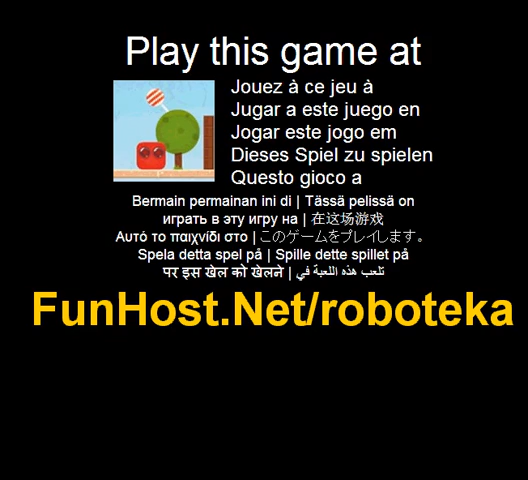 Play this game at
Jouez à ce jeu à
Jugar a este juego en
Jogar este jogo em
Dieses Spiel zu spielen
Questo gioco a
Bermain permainan ini di | Tässä pelissä on
играть в эту игру на | 在这场游戏
Αυτό το παιχνίδι στο | このゲームをプレイします。
Spela detta spel på | Spille dette spillet på
पर इस खेल को खेलने | تلعب هذه اللعبة في
FunHost.Net/roboteka